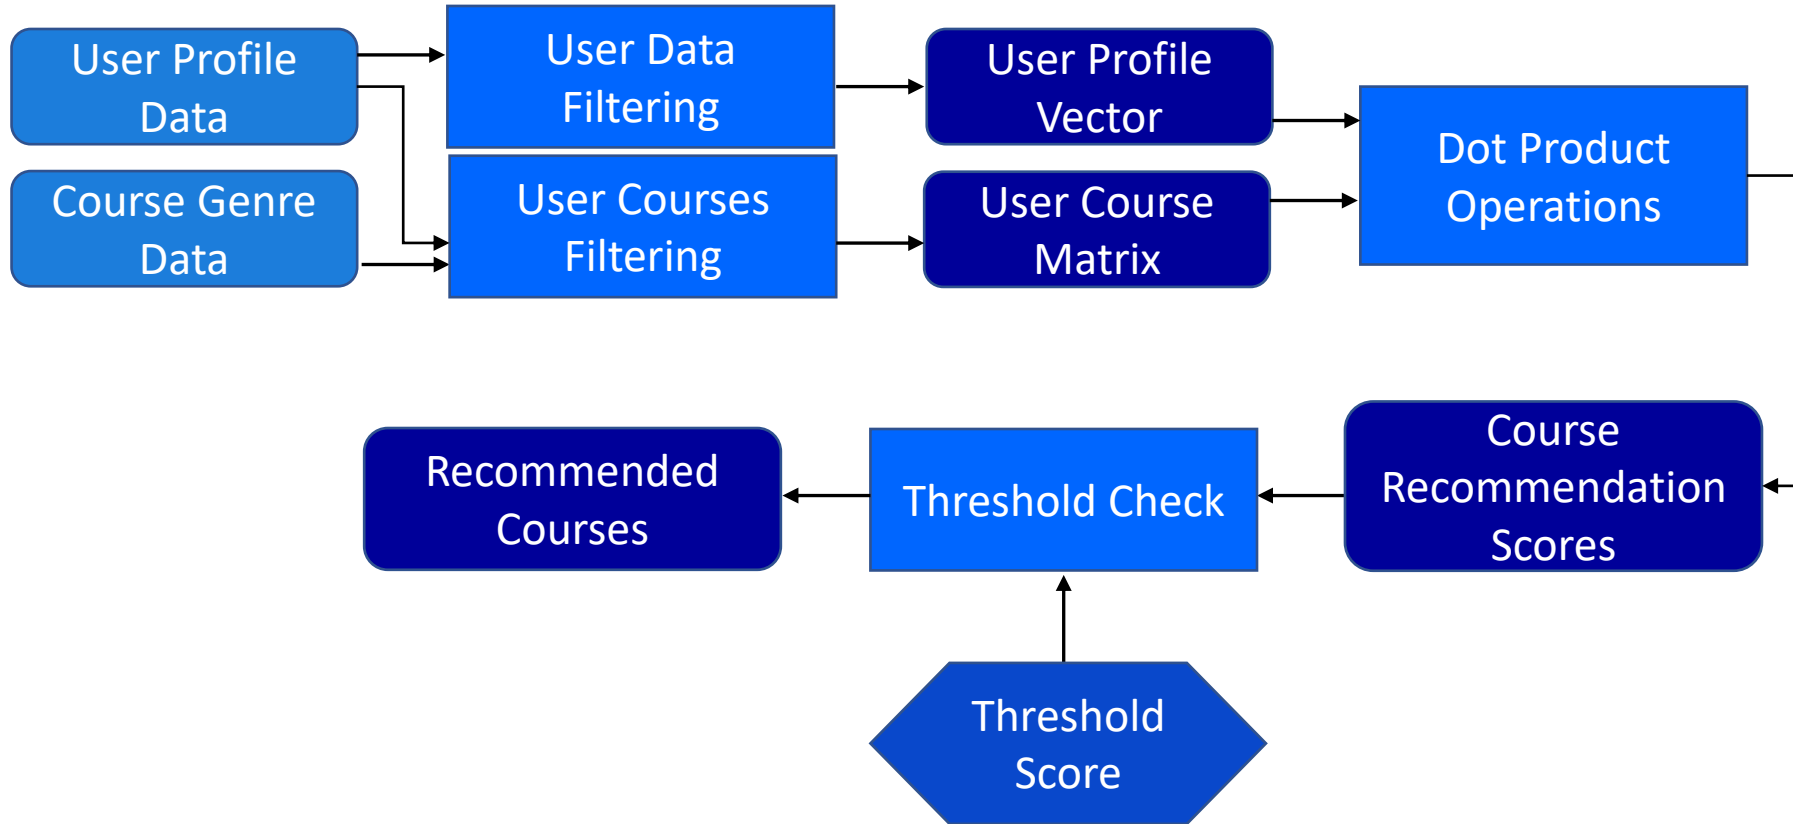 User Profile
Data
User Data
Filtering
User Profile
Vector
Dot Product
Operations
Course Genre
Data
User Courses
Filtering
User Course
Matrix
Recommended
Courses
Threshold Check
Course
Recommendation
Scores
Threshold
Score